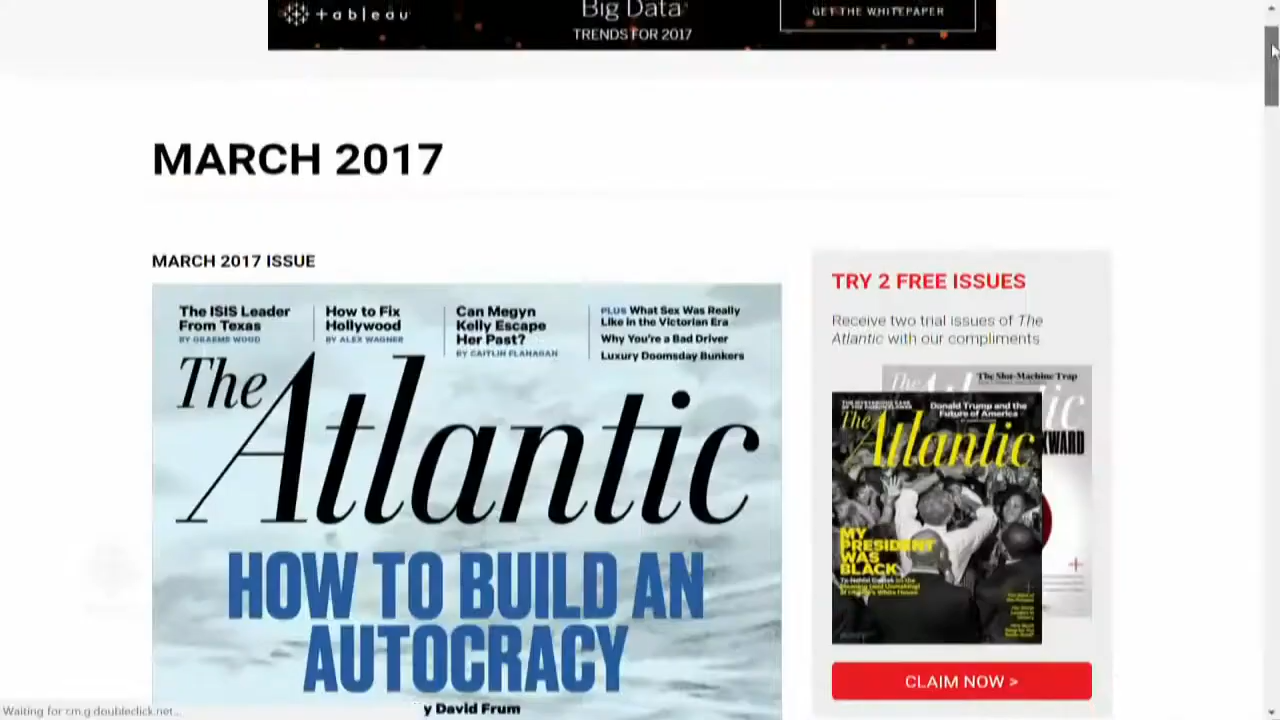 + a b l e a u
Big Data
TRENDS FOR 2017
GET THE WHITEPAPER
MARCH 2017
MARCH 2017 ISSUE
The ISIS Leader
From Texas
BY GRAEME WOOD
How to Fix
Hollywood
BY ALEX WAGNER
Can Megyn
Kelly Escape
Her Past?
BY CAITLIN FLANAGAN
PLUS What Sex Was Really
Like in the Victorian Era
Why You're a Bad Driver
Luxury Doomsday Bunkers
The Atlantic
HOW TO BUILD AN
AUTOCRACY
y David Frum
TRY 2 FREE ISSUES
Receive two trial issues of The
Atlantic with our compliments
The Slot-Machine Trap
The
ic
KWARD
Donald Trump and the
Future of America
The Atlantic
MY
PRESIDENT
WAS
BLACK
CLAIM NOW >
Waiting for cm.g.doubleclick.net...